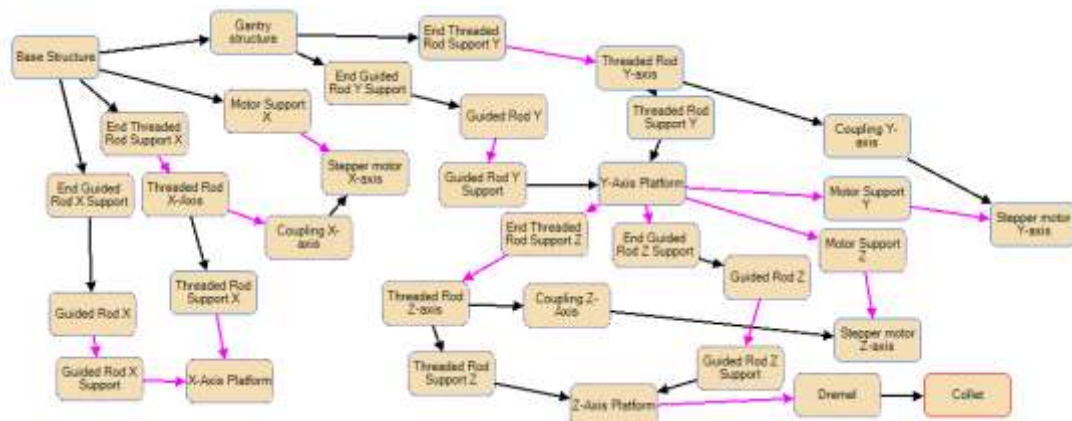 Gantry
structure
End Threaded
Rod Support Y
Base Structure
Threaded Rod
Y-axis
End Guided
Rod Y Support
Motor Support
X
Guided Rod Y
Threaded Rod
Support Y
End Threaded
Rod Support X
Coupling Y-
axis
Stepper motor
X-axis
Guided Rod Y
Support
Y-Axis Platform
End Guided
Rod X Support
Threaded Rod
X-Axis
Motor Support
Y
Stepper motor
Y-axis
Coupling X-
axis
End Threaded
Rod Support Z
End Guided
Rod Z Support
Motor Support
Z
Threaded Rod
Support X
Guided Rod Z
Threaded Rod
Z-axis
Coupling Z-
Axis
Guided Rod X
Stepper motor
Z-axis
Guided Rod X
Support
X-Axis Platform
Threaded Rod
Support Z
Guided Rod Z
Support
Z-Axis Platform
Dremel
Collet